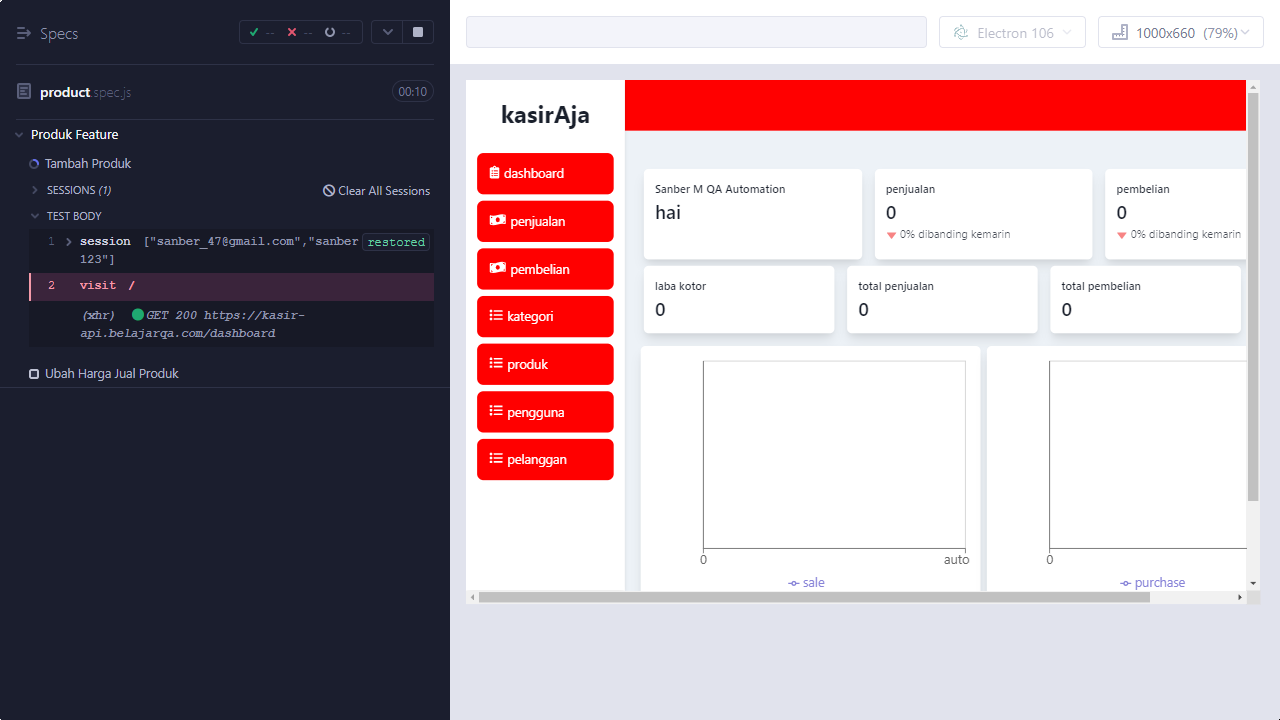 Specs
--
--
--
product.spec.js
00:10
Produk Feature
Tambah Produk
SESSIONS (1)
Clear All Sessions
TEST BODY
1 session ["sanber_47@gmail.com","sanber restored
123"]
2 visit /
(xhr) GET 200 https://kasir-
api.belajarqa.com/dashboard
Ubah Harga Jual Produk
Electron 106
1000x660 (79%)
kasirAja
dashboard
penjualan
pembelian
kategori
produk
pengguna
pelanggan
Sanber M QA Automation
hai
penjualan
0
0% dibanding kemarin
pembelian
0
0% dibanding kemarin
laba kotor
0
total penjualan
0
total pembelian
0
0
auto
sale
0
purchase